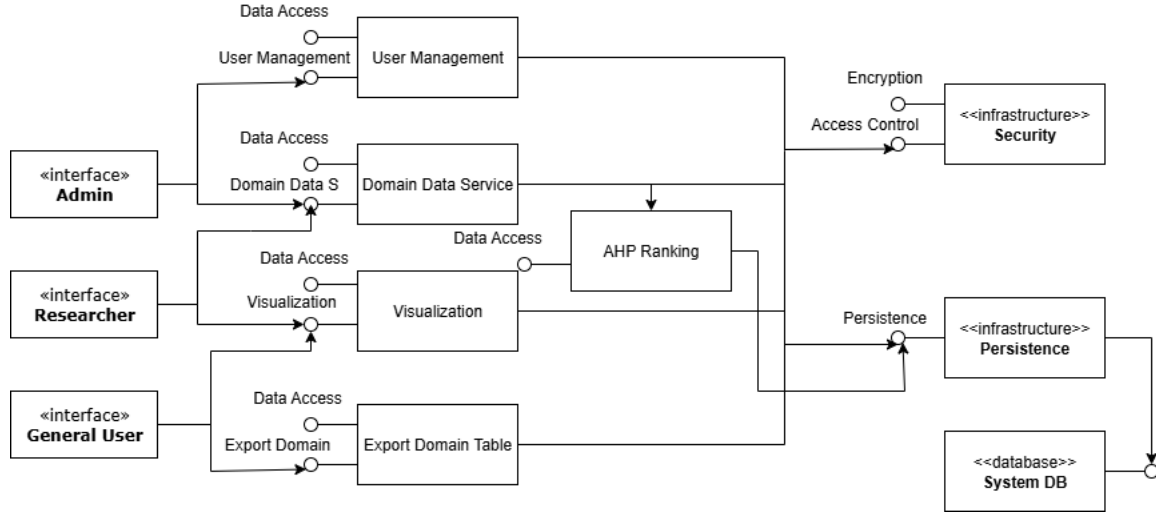 Data Access
User Management
User Management
Encryption
<<infrastructure>>
Security
Access Control
Data Access
«interface»
Admin
Domain Data S
Domain Data Service
Data Access
AHP Ranking
Data Access
«interface»
Researcher
Visualization
Visualization
Persistence
<<infrastructure>>
Persistence
Data Access
«interface»
General User
Export Domain
Export Domain Table
<<database>>
System DB